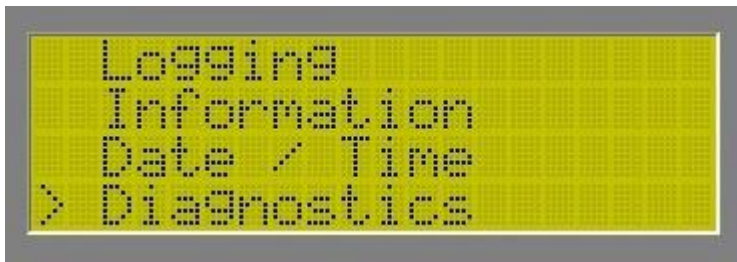 Logging
Information
Date / Time
> Diagnostics